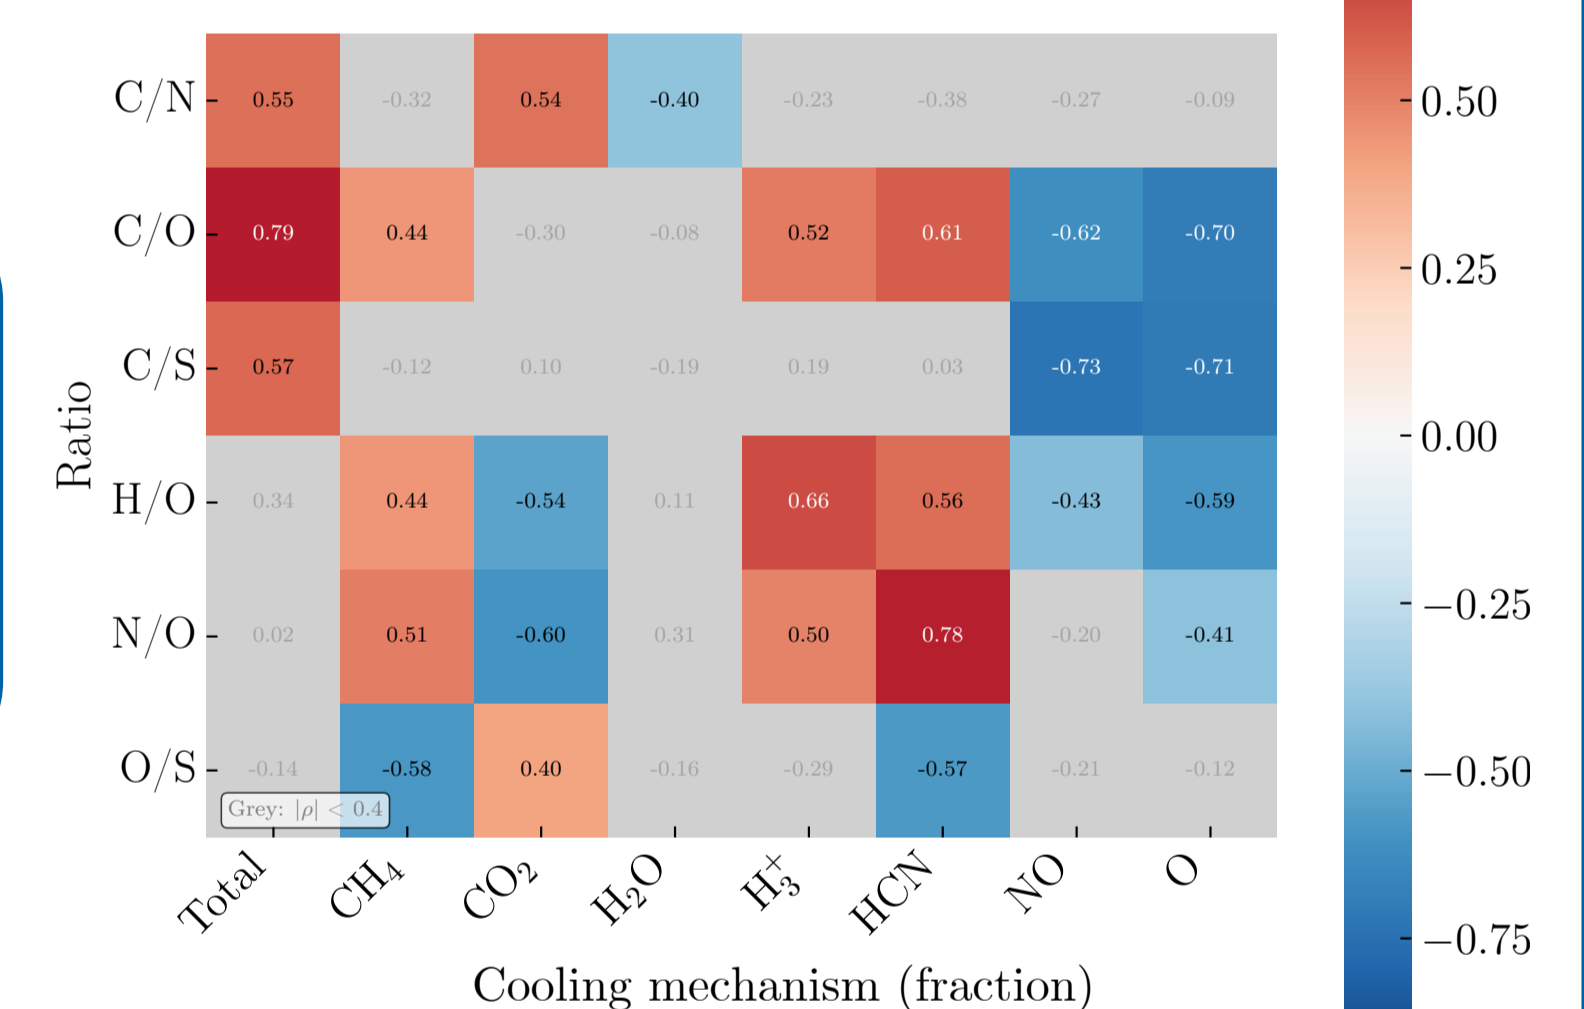 C/N 0.55 -0.32 0.54 -0.40 -0.23 -0.38 -0.27 -0.09
C/O 0.79 0.44 -0.30 -0.08 0.52 0.61 -0.62 -0.70
C/S 0.57 -0.12 0.10 -0.19 0.19 0.03 -0.73 -0.71
H/O 0.34 0.44 -0.54 0.11 0.66 0.56 -0.43 -0.59
N/O 0.02 0.51 -0.60 0.31 0.50 0.78 -0.20 -0.41
O/S -0.14 -0.58 0.40 -0.16 -0.29 -0.57 -0.21 -0.12
Grey: |ρ| < 0.4
Ratio
Total CH₄ CO₂ H₂O H₃⁺ HCN NO O
Cooling mechanism (fraction)
0.50
0.25
0.00
−0.25
−0.50
−0.75